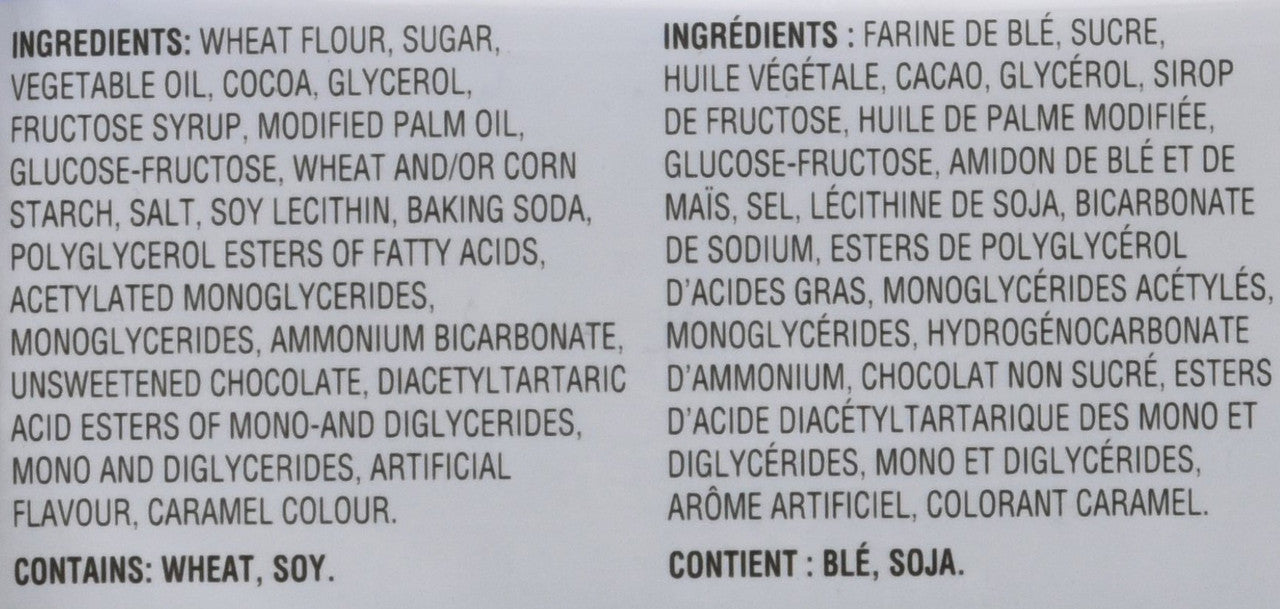 INGREDIENTS: WHEAT FLOUR, SUGAR,
VEGETABLE OIL, COCOA, GLYCEROL,
FRUCTOSE SYRUP, MODIFIED PALM OIL,
GLUCOSE-FRUCTOSE, WHEAT AND/OR CORN
STARCH, SALT, SOY LECITHIN, BAKING SODA,
POLYGLYCEROL ESTERS OF FATTY ACIDS,
ACETYLATED MONOGLYCERIDES,
MONOGLYCERIDES, AMMONIUM BICARBONATE,
UNSWEETENED CHOCOLATE, DIACETYLTARTARIC
ACID ESTERS OF MONO-AND DIGLYCERIDES,
MONO AND DIGLYCERIDES, ARTIFICIAL
FLAVOUR, CARAMEL COLOUR.
CONTAINS: WHEAT, SOY.
INGRÉDIENTS : FARINE DE BLÉ, SUCRE,
HUILE VÉGÉTALE, CACAO, GLYCÉROL, SIROP
DE FRUCTOSE, HUILE DE PALME MODIFIÉE,
GLUCOSE-FRUCTOSE, AMIDON DE BLÉ ET DE
MAÏS, SEL, LÉCITHINE DE SOJA, BICARBONATE
DE SODIUM, ESTERS DE POLYGLYCÉROL
D'ACIDES GRAS, MONOGLYCÉRIDES ACÉTYLÉS,
MONOGLYCÉRIDES, HYDROGÉNOCARBONATE
D'AMMONIUM, CHOCOLAT NON SUCRÉ, ESTERS
D'ACIDE DIACÉTYLTARTARIQUE DES MONO ET
DIGLYCÉRIDES, MONO ET DIGLYCÉRIDES,
ARÔME ARTIFICIEL, COLORANT CARAMEL.
CONTIENT : BLÉ, SOJA.